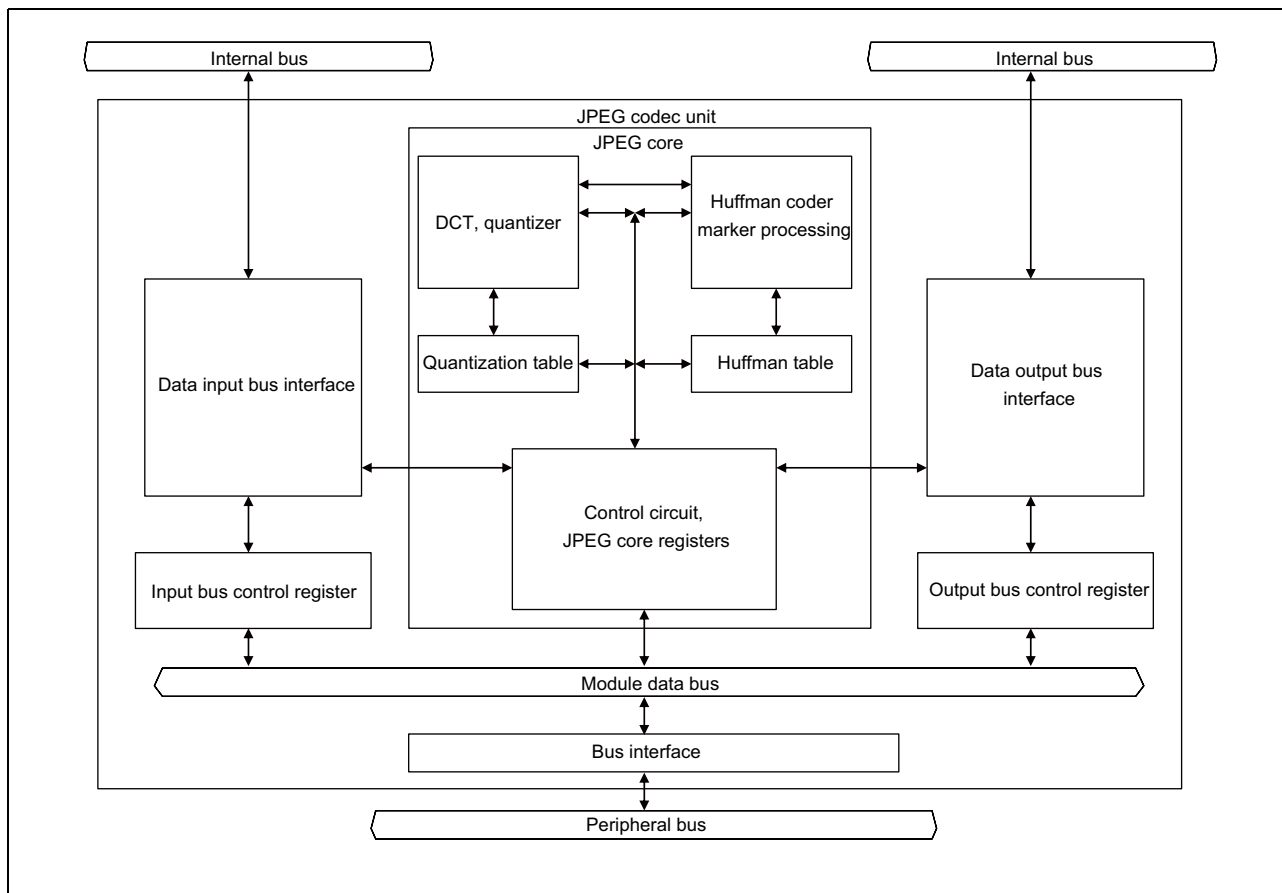 Internal bus
Internal bus
JPEG codec unit
JPEG core
DCT, quantizer
Huffman coder
marker processing
Quantization table
Huffman table
Data input bus interface
Data output bus
interface
Control circuit,
JPEG core registers
Input bus control register
Output bus control register
Module data bus
Bus interface
Peripheral bus